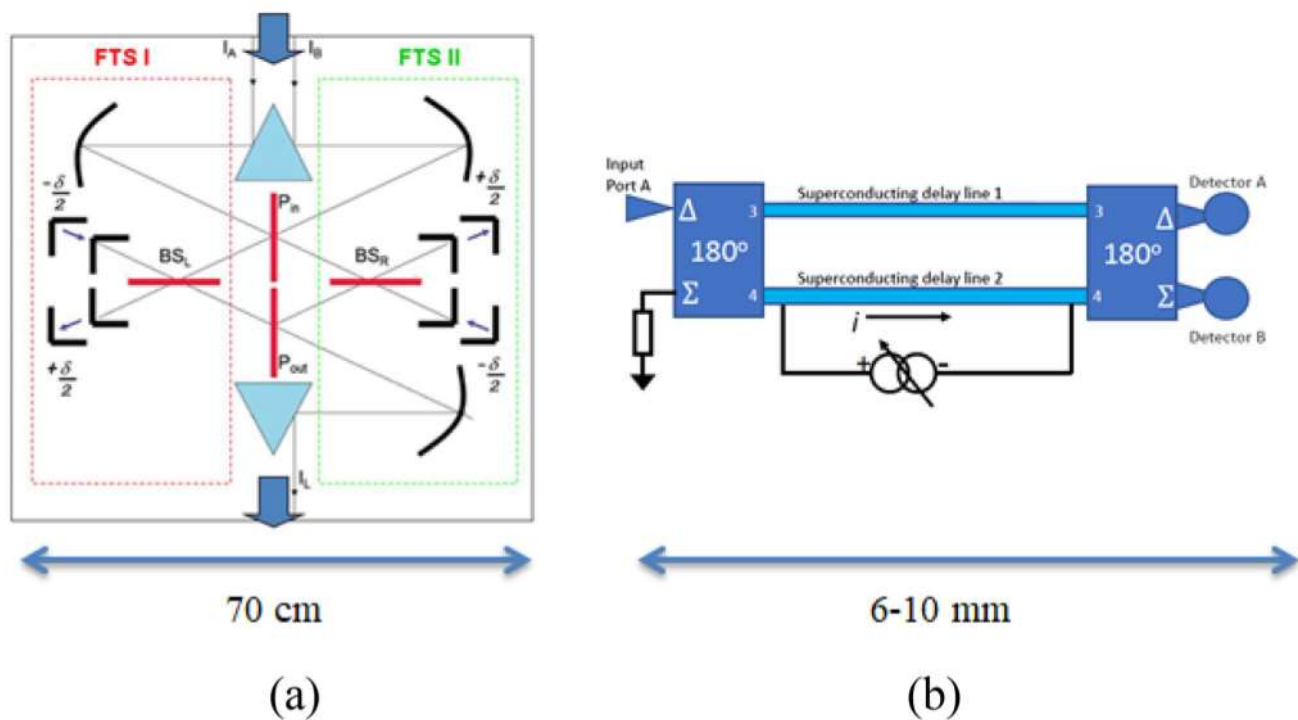 FTS I
I_A
I_B
FTS II
-δ/2
+δ/2
P_in
BS_L
BS_R
P_out
+δ/2
-δ/2
I_L
70 cm
(a)
Input
Port A
Δ
3
Superconducting delay line 1
3
Δ
Detector A
180°
180°
Σ
4
Superconducting delay line 2
4
Σ
Detector B
i
+
-
6-10 mm
(b)